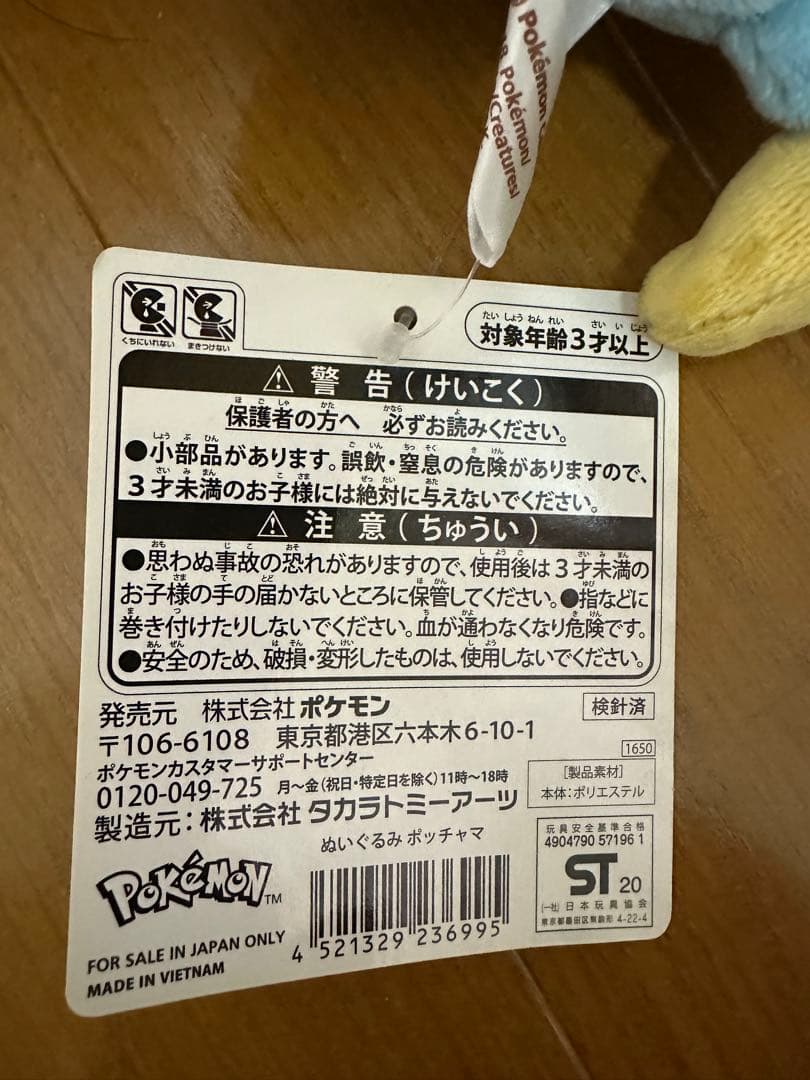 Pokémon
Pokémon/
/Creatures/
くちにいれない
まきつけない
対象年齢3才以上
たいしょうねんれい さいいじょう
⚠ 警告(けいこく)
保護者の方へ 必ずお読みください。
●小部品があります。誤飲・窒息の危険がありますので、
3才未満のお子様には絶対に与えないでください。
⚠ 注意(ちゅうい)
●思わぬ事故の恐れがありますので、使用後は3才未満の
お子様の手の届かないところに保管してください。●指などに
巻き付けたりしないでください。血が通わなくなり危険です。
●安全のため、破損・変形したものは、使用しないでください。
発売元 株式会社ポケモン
検針済
〒106-6108 東京都港区六本木6-10-1
1650
ポケモンカスタマーサポートセンター
0120-049-725 月～金(祝日・特定日を除く)11時～18時
[製品素材]
本体:ポリエステル
製造元:株式会社タカラトミーアーツ
ぬいぐるみ ポッチャマ
玩具安全基準合格
4904790 57196 1
ST 20
(一社)日本玩具協会
東京都墨田区東駒形 4-22-4
POKéMON TM
4 521329 236995
FOR SALE IN JAPAN ONLY
MADE IN VIETNAM